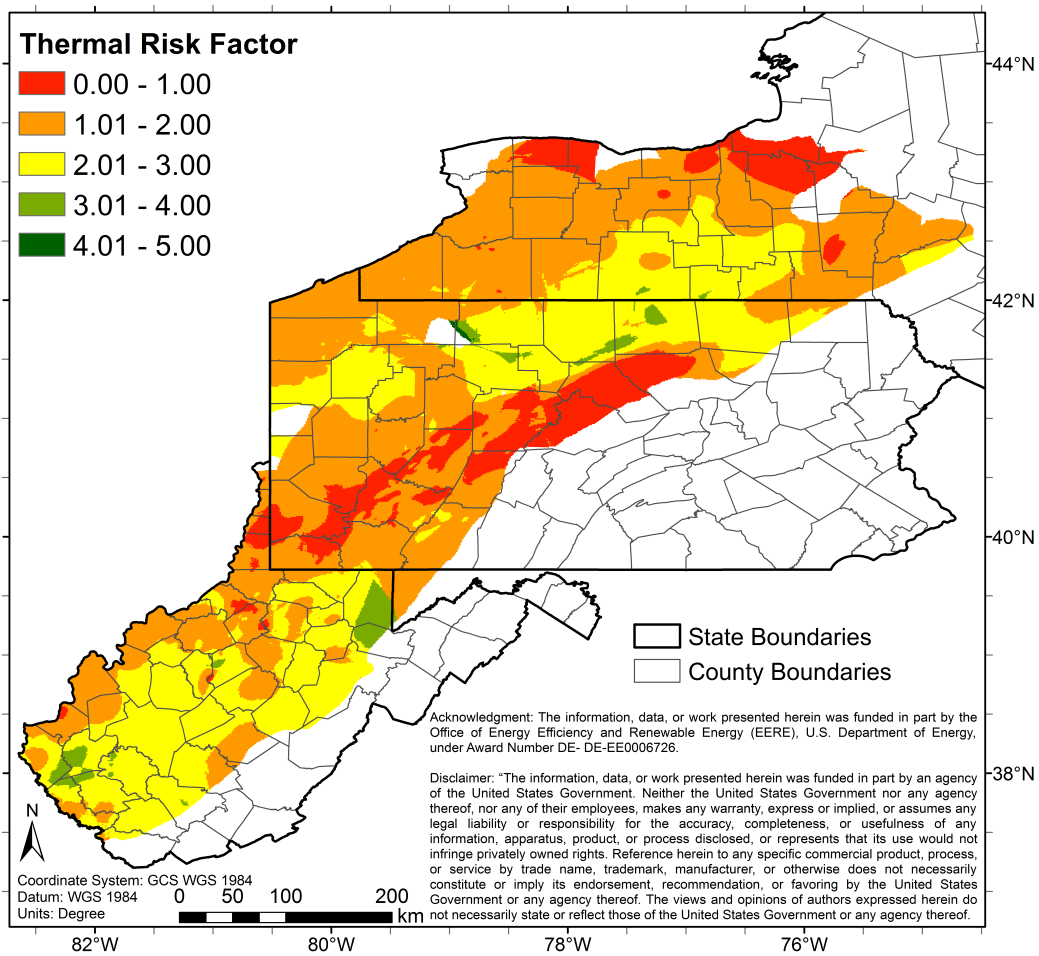 Thermal Risk Factor
0.00 - 1.00
1.01 - 2.00
2.01 - 3.00
3.01 - 4.00
4.01 - 5.00
44°N
42°N
40°N
38°N
State Boundaries
County Boundaries
Acknowledgment: The information, data, or work presented herein was funded in part by the
Office of Energy Efficiency and Renewable Energy (EERE), U.S. Department of Energy,
under Award Number DE- DE-EE0006726.
Disclaimer: “The information, data, or work presented herein was funded in part by an agency
of the United States Government. Neither the United States Government nor any agency
thereof, nor any of their employees, makes any warranty, express or implied, or assumes any
legal liability or responsibility for the accuracy, completeness, or usefulness of any
information, apparatus, product, or process disclosed, or represents that its use would not
infringe privately owned rights. Reference herein to any specific commercial product, process,
or service by trade name, trademark, manufacturer, or otherwise does not necessarily
constitute or imply its endorsement, recommendation, or favoring by the United States
Government or any agency thereof. The views and opinions of authors expressed herein do
not necessarily state or reflect those of the United States Government or any agency thereof.
N
Coordinate System: GCS WGS 1984
Datum: WGS 1984
Units: Degree
0 50 100 200
km
82°W 80°W 78°W 76°W